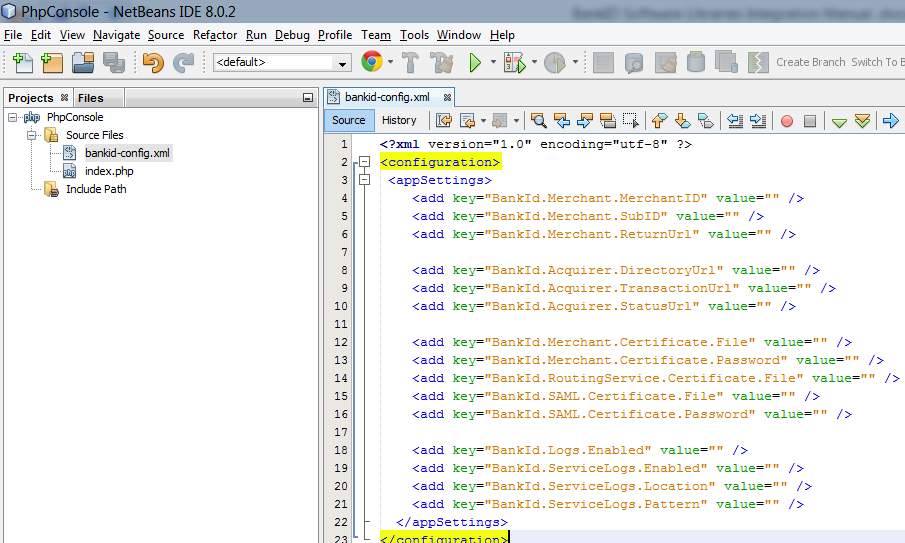 PhpConsole - NetBeans IDE 8.0.2
File Edit View Navigate Source Refactor Run Debug Profile Team Tools Window Help
<default> Create Branch Switch To B
Projects Files
bankid-config.xml
PhpConsole
Source Files
bankid-config.xml
index.php
Include Path
Source History
1 <?xml version="1.0" encoding="utf-8" ?>
2 <configuration>
3 <appSettings>
4 <add key="BankId.Merchant.MerchantID" value="" />
5 <add key="BankId.Merchant.SubID" value="" />
6 <add key="BankId.Merchant.ReturnUrl" value="" />
7
8 <add key="BankId.Acquirer.DirectoryUrl" value="" />
9 <add key="BankId.Acquirer.TransactionUrl" value="" />
10 <add key="BankId.Acquirer.StatusUrl" value="" />
11
12 <add key="BankId.Merchant.Certificate.File" value="" />
13 <add key="BankId.Merchant.Certificate.Password" value="" />
14 <add key="BankId.RoutingService.Certificate.File" value="" />
15 <add key="BankId.SAML.Certificate.File" value="" />
16 <add key="BankId.SAML.Certificate.Password" value="" />
17
18 <add key="BankId.Logs.Enabled" value="" />
19 <add key="BankId.ServiceLogs.Enabled" value="" />
20 <add key="BankId.ServiceLogs.Location" value="" />
21 <add key="BankId.ServiceLogs.Pattern" value="" />
22 </appSettings>
23 </configuration>